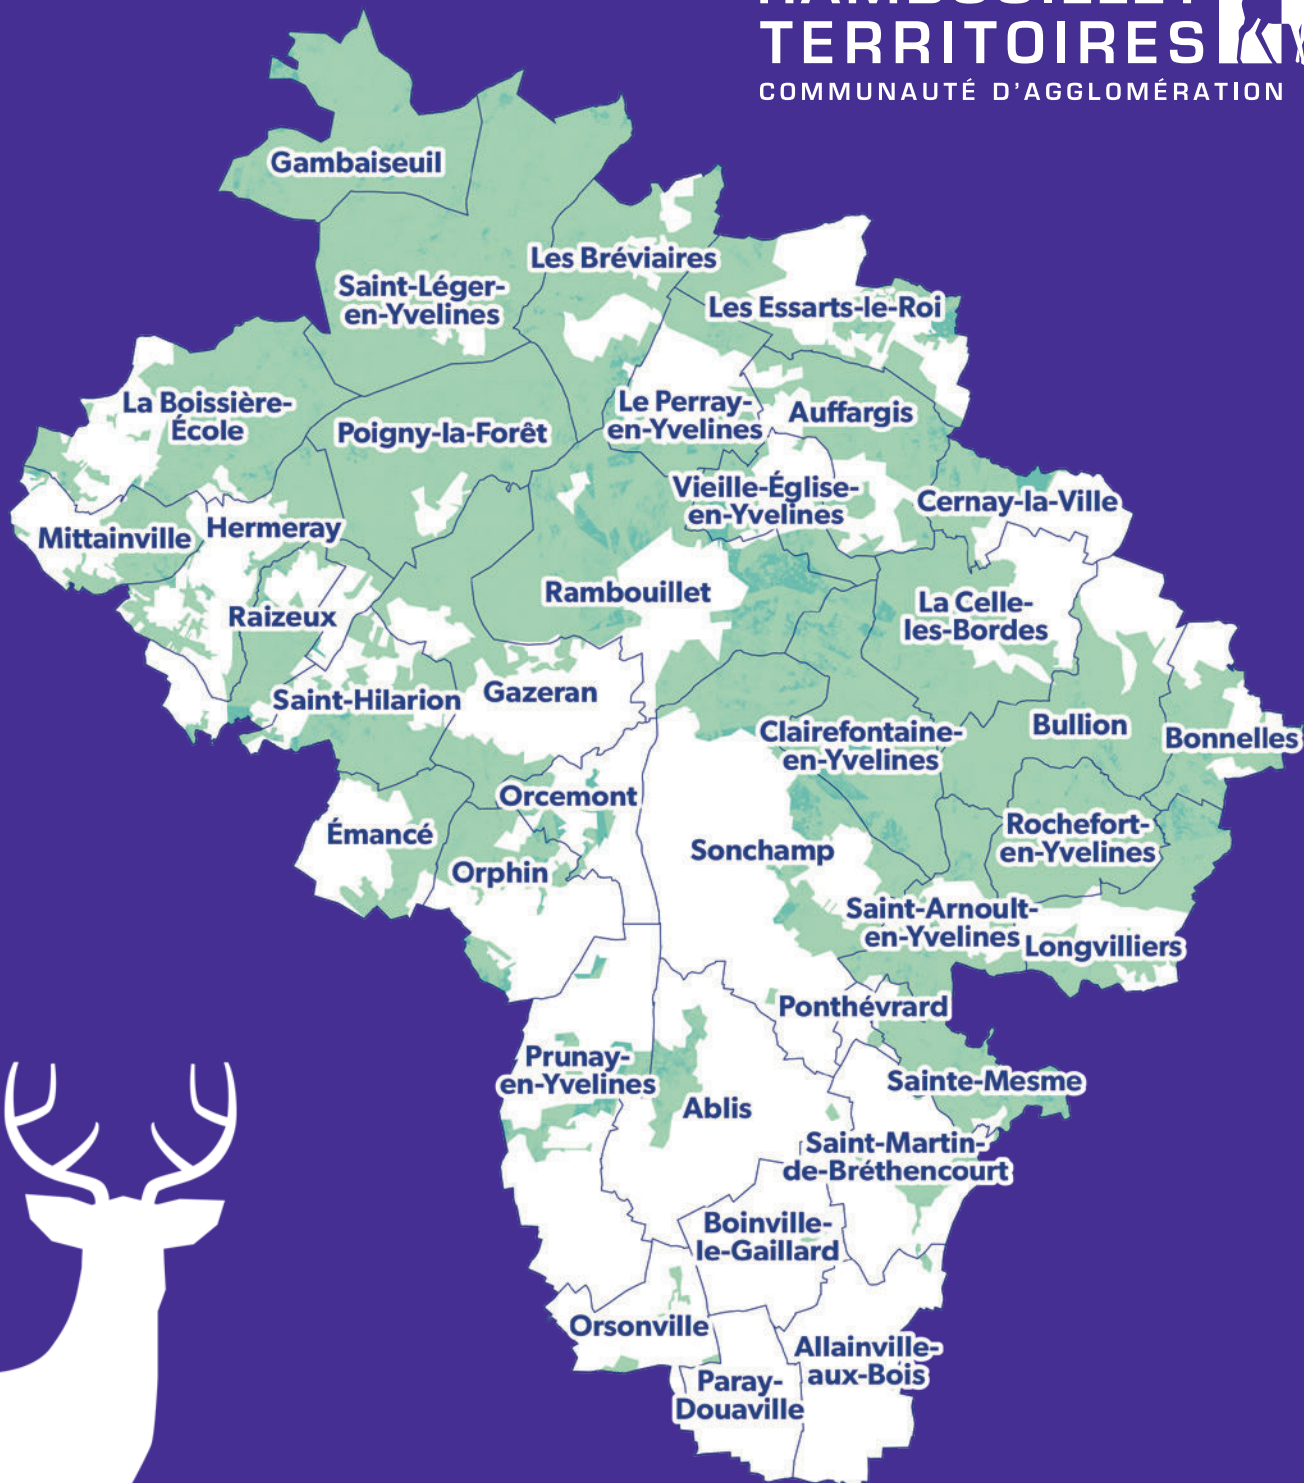 RAMBOUILLET
TERRITOIRES
COMMUNAUTÉ D'AGGLOMÉRATION
Gambaiseuil
Les Bréviaires
Saint-Léger-
en-Yvelines
Les Essarts-le-Roi
La Boissière-
École
Poigny-la-Forêt
Le Perray-
en-Yvelines
Auffargis
Vieille-Église-
en-Yvelines
Cernay-la-Ville
Mittainville
Hermeray
Rambouillet
Raizeux
La Celle-
les-Bordes
Saint-Hilarion
Gazeran
Clairefontaine-
en-Yvelines
Bullion
Bonnelles
Orcemont
Émancé
Orphin
Sonchamp
Rochefort-
en-Yvelines
Saint-Arnoult-
en-Yvelines
Longvilliers
Ponthévrard
Prunay-
en-Yvelines
Ablis
Sainte-Mesme
Saint-Martin-
de-Bréthencourt
Boinville-
le-Gaillard
Orsonville
Allainville-
aux-Bois
Paray-
Douaville